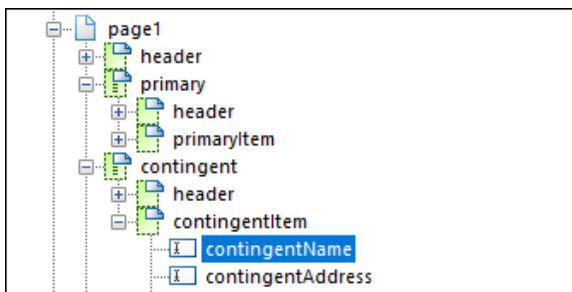 page1
header
primary
header
primaryItem
contingent
header
contingentItem
contingentName
contingentAddress